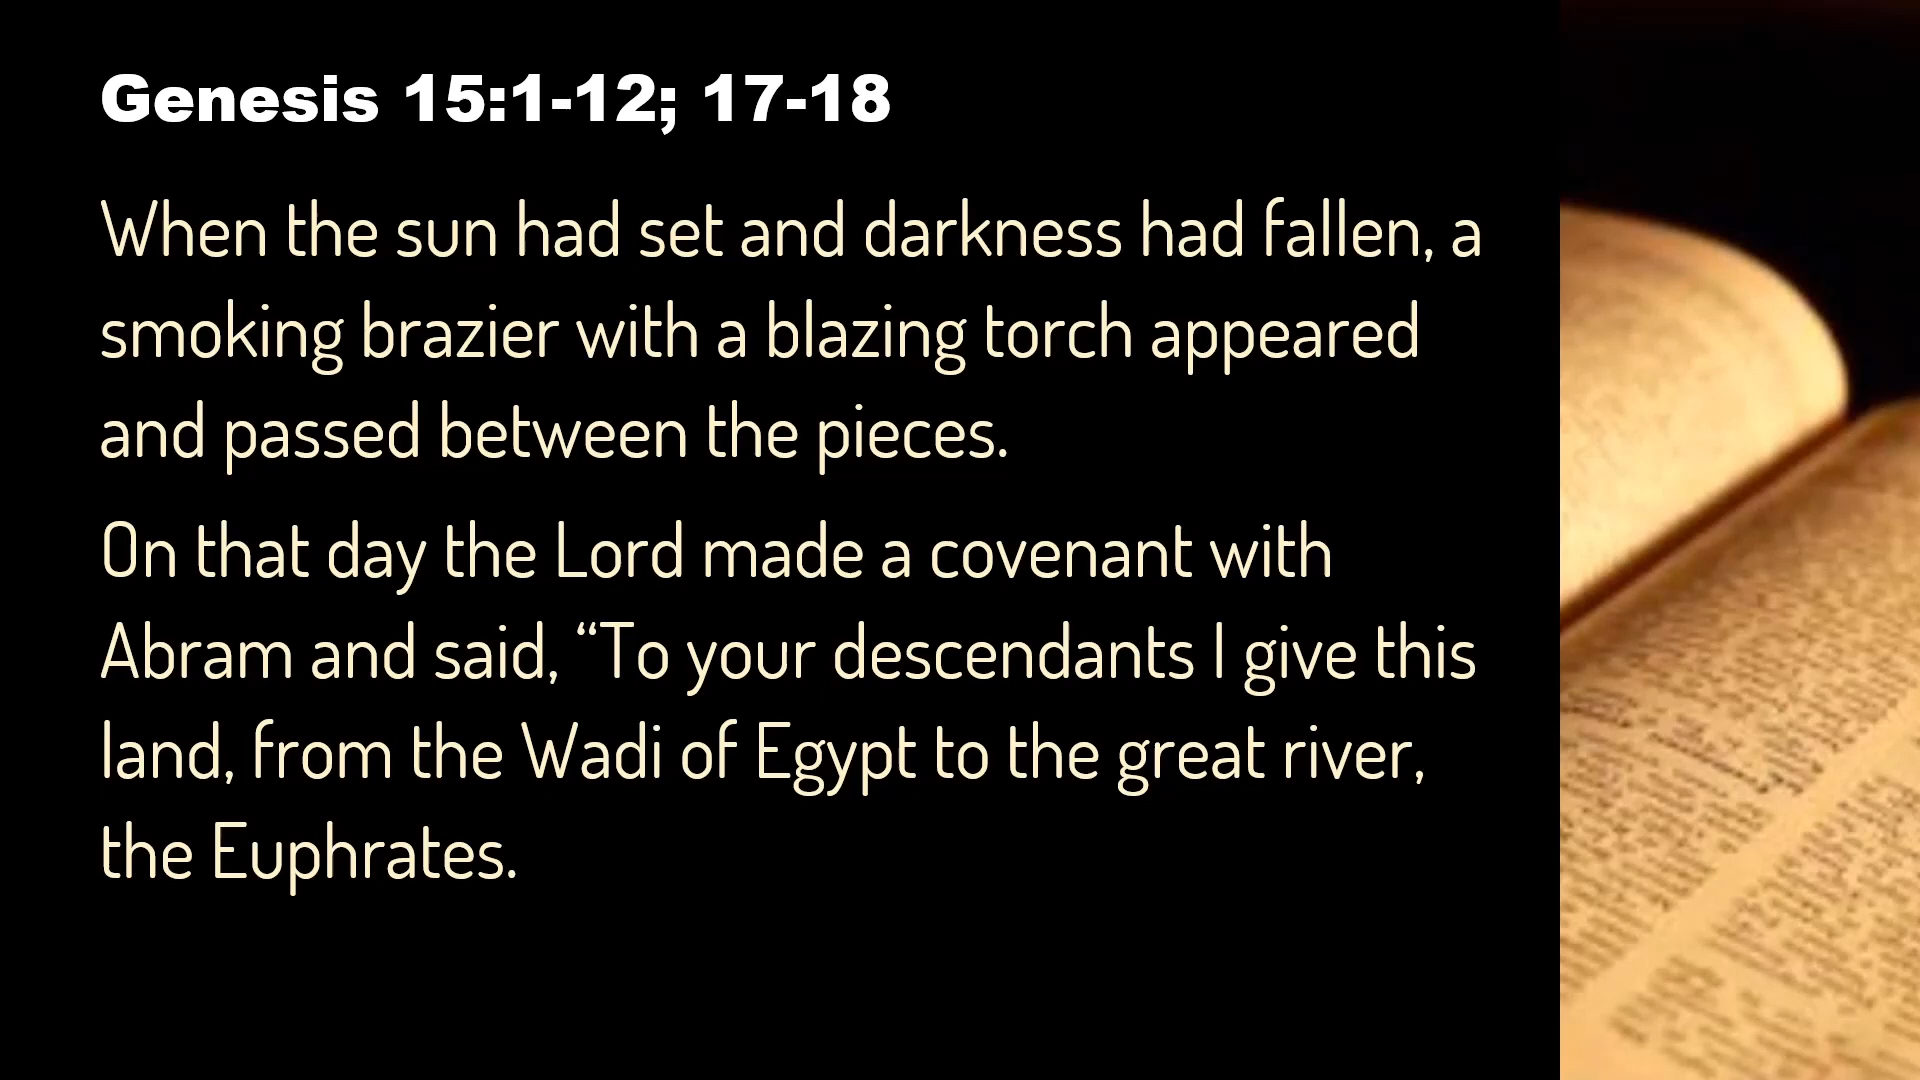 Genesis 15:1-12; 17-18
When the sun had set and darkness had fallen, a
smoking brazier with a blazing torch appeared
and passed between the pieces.
On that day the Lord made a covenant with
Abram and said, “To your descendants I give this
land, from the Wadi of Egypt to the great river,
the Euphrates.